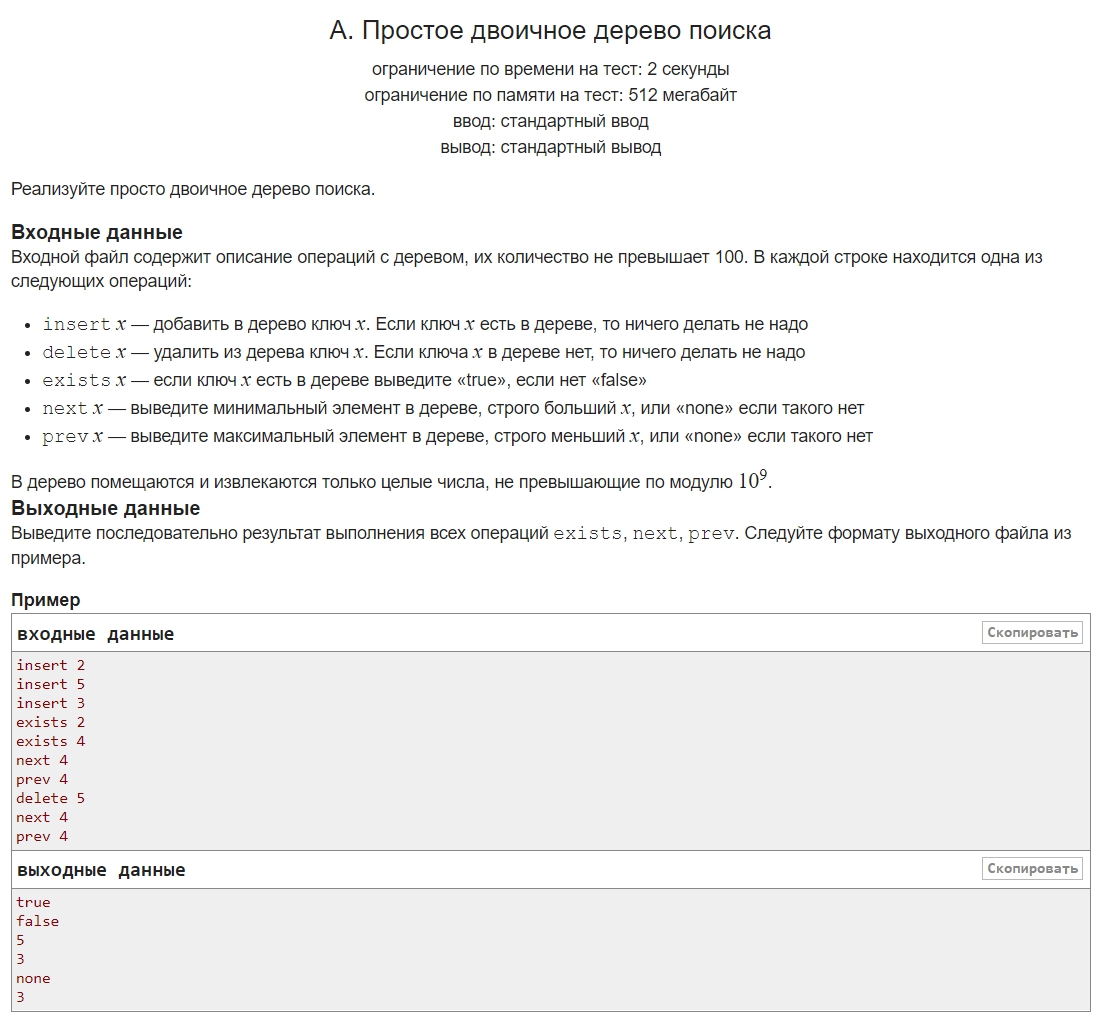 А. Простое двоичное дерево поиска
ограничение по времени на тест: 2 секунды
ограничение по памяти на тест: 512 мегабайт
ввод: стандартный ввод
вывод: стандартный вывод
Реализуйте просто двоичное дерево поиска.
Входные данные
Входной файл содержит описание операций с деревом, их количество не превышает 100. В каждой строке находится одна из
следующих операций:
• insert x — добавить в дерево ключ x. Если ключ x есть в дереве, то ничего делать не надо
• delete x — удалить из дерева ключ x. Если ключа x в дереве нет, то ничего делать не надо
• exists x — если ключ x есть в дереве выведите «true», если нет «false»
• next x — выведите минимальный элемент в дереве, строго больший x, или «none» если такого нет
• prev x — выведите максимальный элемент в дереве, строго меньший x, или «none» если такого нет
В дерево помещаются и извлекаются только целые числа, не превышающие по модулю 10⁹.
Выходные данные
Выведите последовательно результат выполнения всех операций exists, next, prev. Следуйте формату выходного файла из
примера.
Пример
входные данные
Скопировать
insert 2
insert 5
insert 3
exists 2
exists 4
next 4
prev 4
delete 5
next 4
prev 4
выходные данные
Скопировать
true
false
5
3
none
3